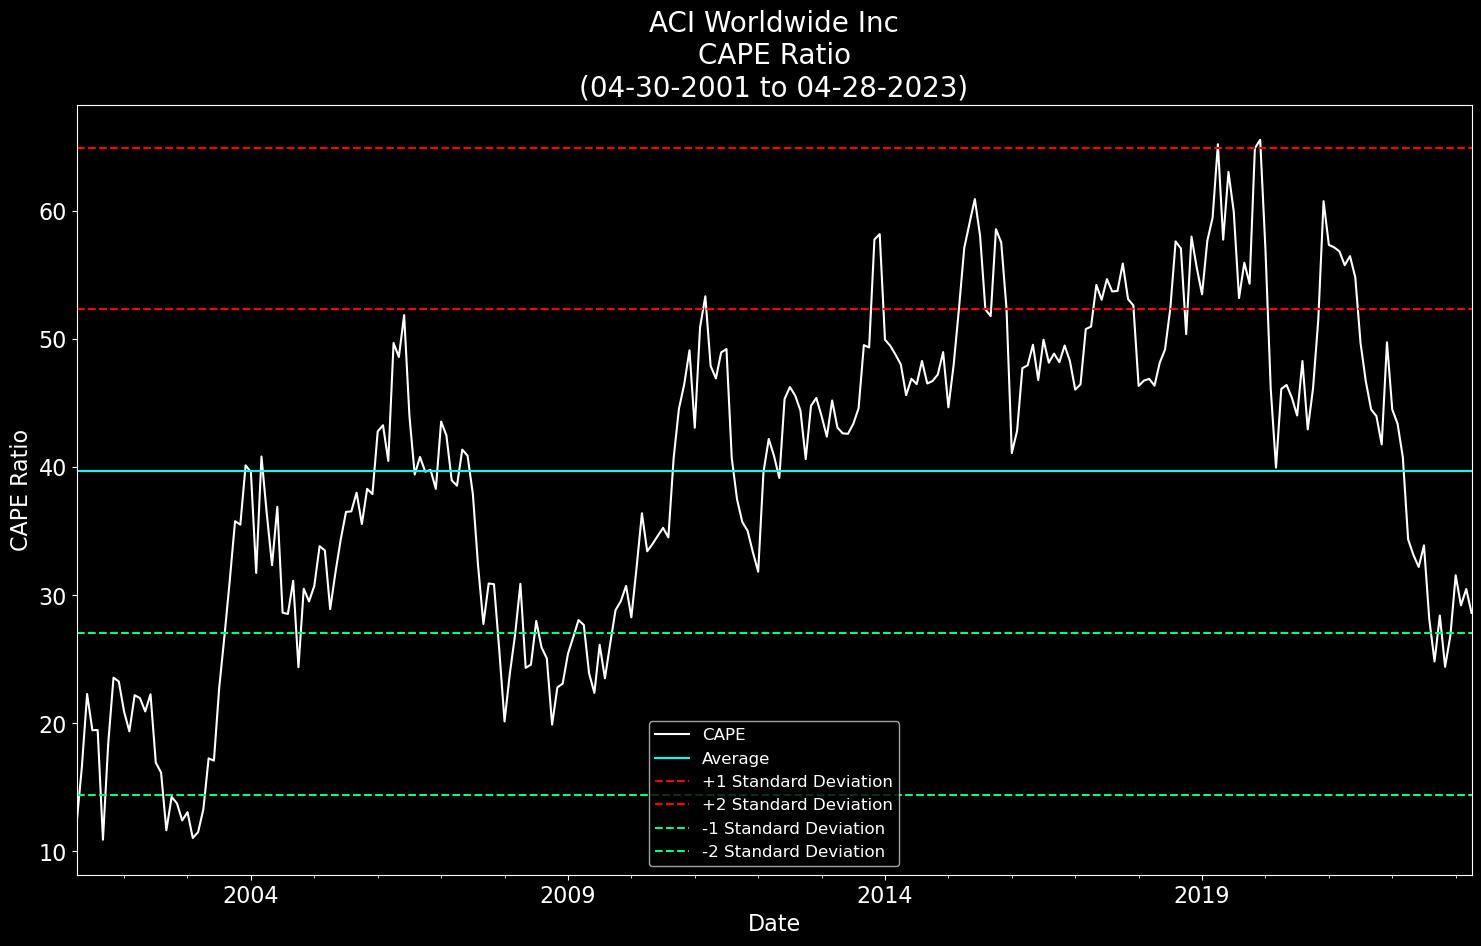 ACI Worldwide Inc
CAPE Ratio
(04-30-2001 to 04-28-2023)
60
50
40
30
20
10
CAPE Ratio
CAPE
Average
+1 Standard Deviation
+2 Standard Deviation
-1 Standard Deviation
-2 Standard Deviation
2004
2009
2014
2019
Date